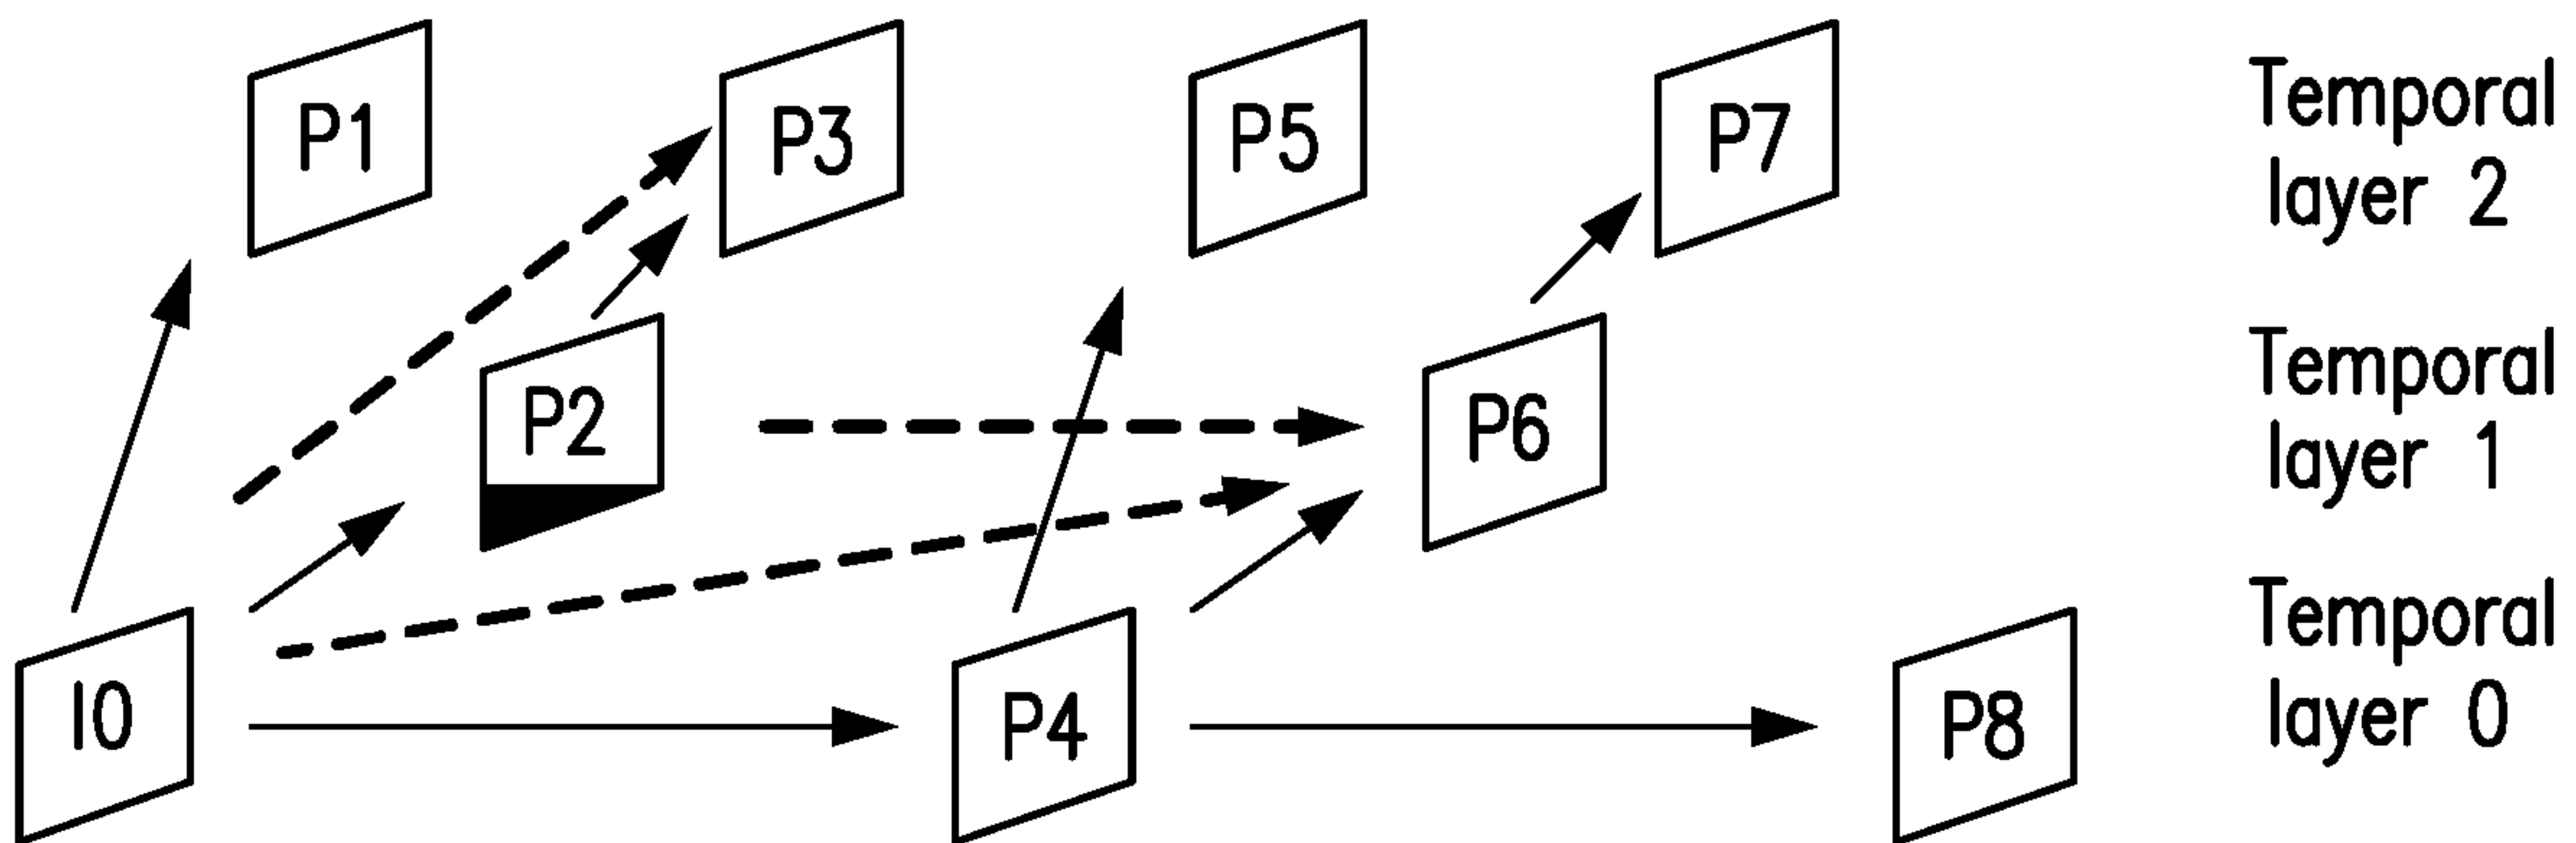 P1
P3
P5
P7
Temporal
layer 2
P2
P6
Temporal
layer 1
I0
P4
P8
Temporal
layer 0